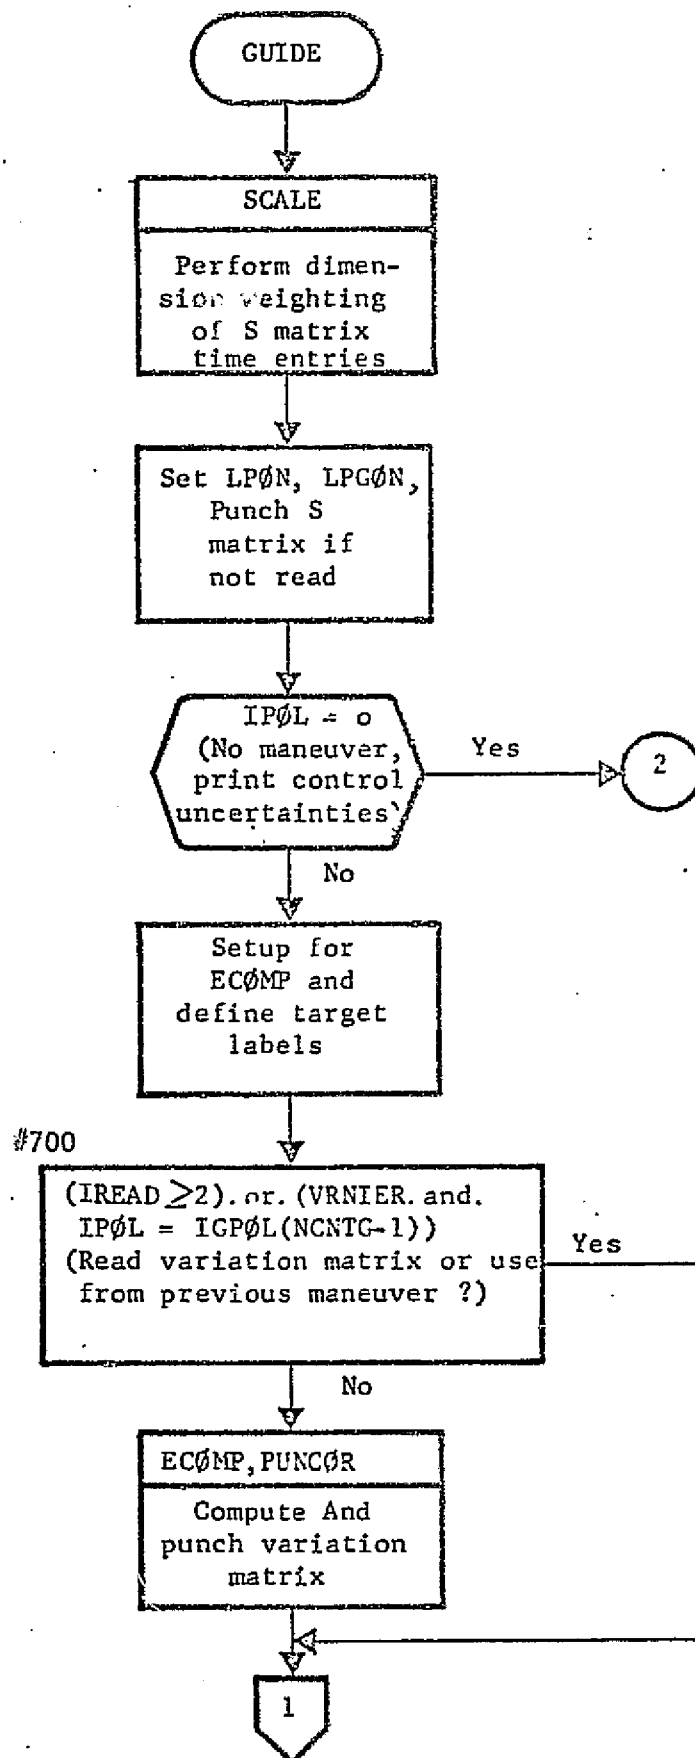 GUIDE
SCALE
Perform dimen-
sion weighting
of S matrix
time entries
Set LPØN, LPGØN,
Punch S
matrix if
not read
IPØL = o
(No maneuver,
print control
uncertainties)
Yes
2
No
Setup for
ECØMP and
define target
labels
#700
(IREAD ≥2).or.(VRNIER.and.
IPØL = IGPØL(NCNTG-1))
(Read variation matrix or use
from previous maneuver ?)
Yes
No
ECØMP,PUNCØR
Compute And
punch variation
matrix
1